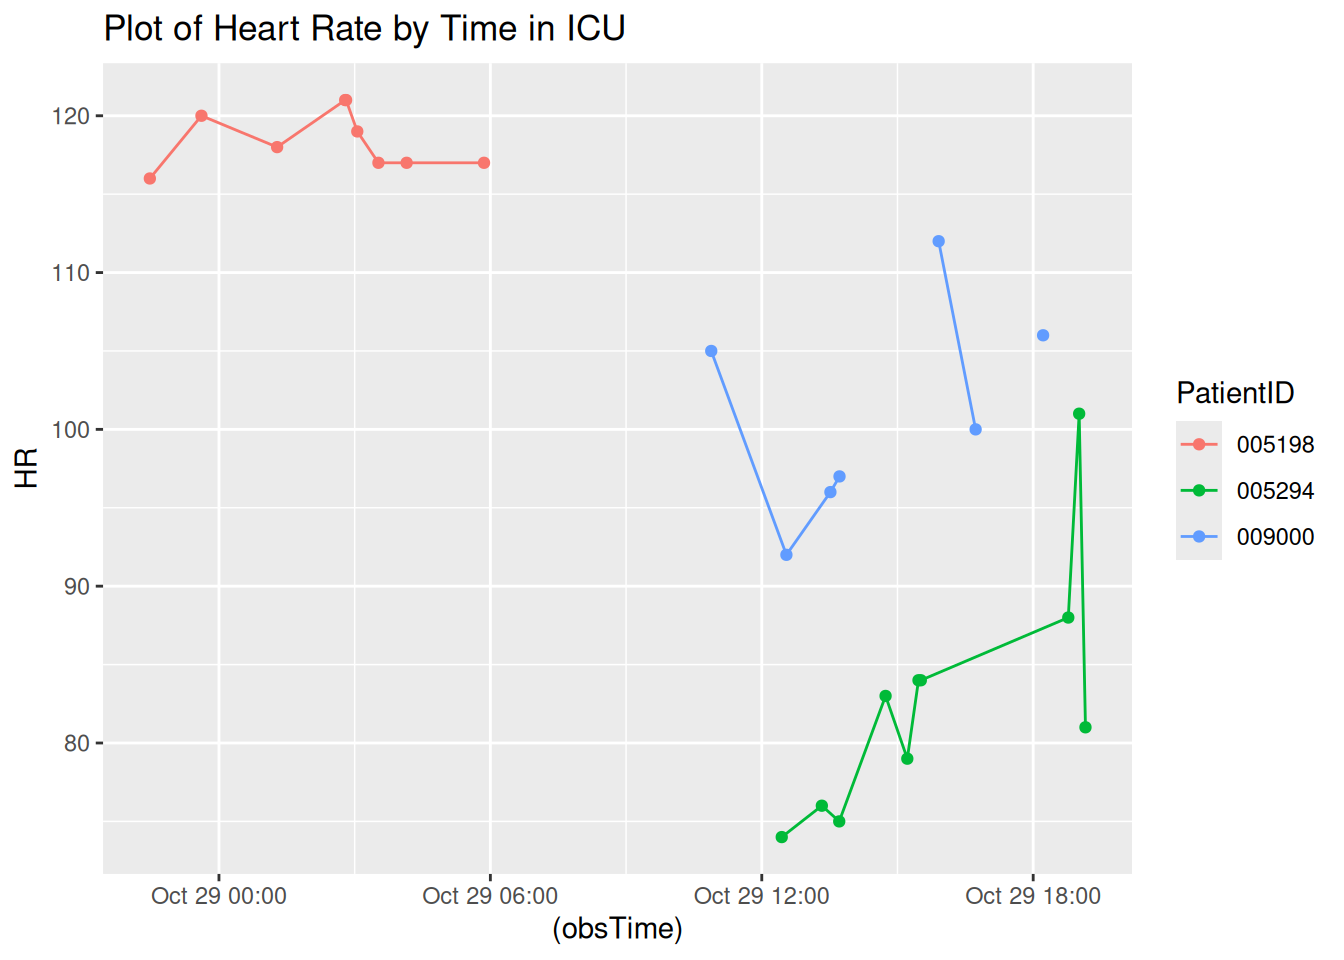 Plot of Heart Rate by Time in ICU
120
110
100
90
80
HR
Oct 29 00:00
Oct 29 06:00
Oct 29 12:00
Oct 29 18:00
(obsTime)
PatientID
005198
005294
009000